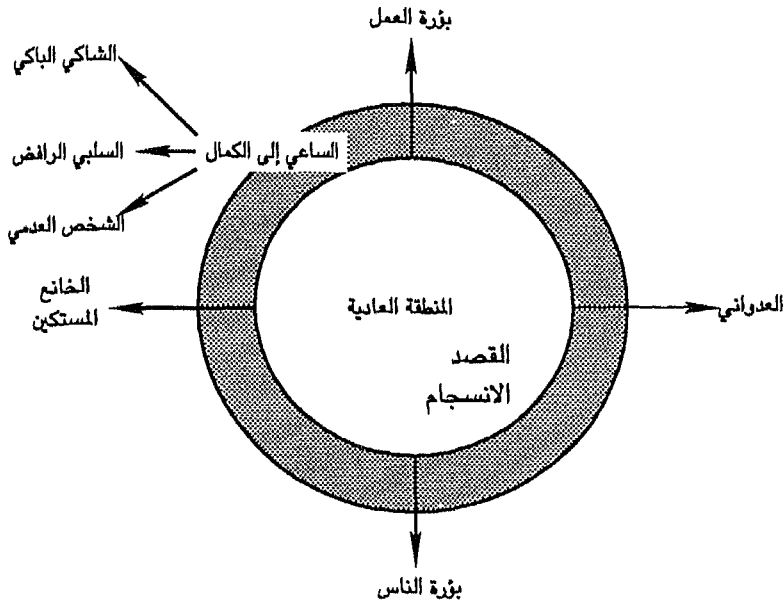 بؤرة العمل
الشاكي الباكي
الساعي إلى الكمال
السلبي الرافض
الشخص العدمي
الخانع
المستكين
المنطقة العادية
العدواني
القصد
الانسجام
بؤرة الناس